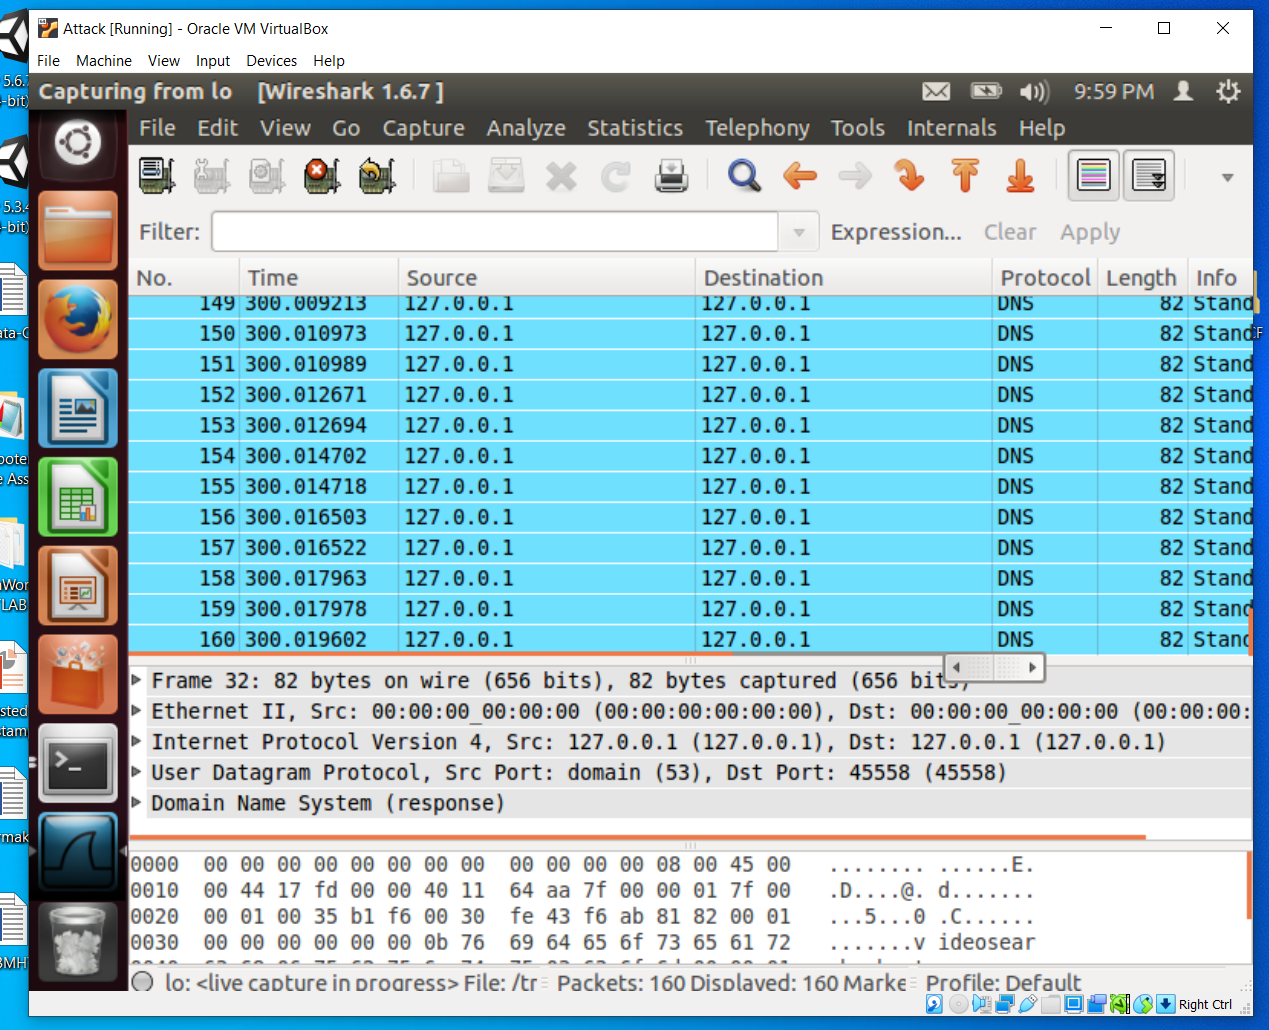 Attack [Running] - Oracle VM VirtualBox
File Machine View Input Devices Help
Capturing from lo [Wireshark 1.6.7 ] 9:59 PM
File Edit View Go Capture Analyze Statistics Telephony Tools Internals Help
Filter: Expression... Clear Apply
No. Time Source Destination Protocol Length Info
149 300.009213 127.0.0.1 127.0.0.1 DNS 82 Stand
150 300.010973 127.0.0.1 127.0.0.1 DNS 82 Stand
151 300.010989 127.0.0.1 127.0.0.1 DNS 82 Stand
152 300.012671 127.0.0.1 127.0.0.1 DNS 82 Stand
153 300.012694 127.0.0.1 127.0.0.1 DNS 82 Stand
154 300.014702 127.0.0.1 127.0.0.1 DNS 82 Stand
155 300.014718 127.0.0.1 127.0.0.1 DNS 82 Stand
156 300.016503 127.0.0.1 127.0.0.1 DNS 82 Stand
157 300.016522 127.0.0.1 127.0.0.1 DNS 82 Stand
158 300.017963 127.0.0.1 127.0.0.1 DNS 82 Stand
159 300.017978 127.0.0.1 127.0.0.1 DNS 82 Stand
160 300.019602 127.0.0.1 127.0.0.1 DNS 82 Stand
Frame 32: 82 bytes on wire (656 bits), 82 bytes captured (656 bits)
Ethernet II, Src: 00:00:00_00:00:00 (00:00:00:00:00:00), Dst: 00:00:00_00:00:00 (00:00:00:
Internet Protocol Version 4, Src: 127.0.0.1 (127.0.0.1), Dst: 127.0.0.1 (127.0.0.1)
User Datagram Protocol, Src Port: domain (53), Dst Port: 45558 (45558)
Domain Name System (response)
0000 00 00 00 00 00 00 00 00 00 00 00 00 08 00 45 00 ........ ......E.
0010 00 44 17 fd 00 00 40 11 64 aa 7f 00 00 01 7f 00 .D....@. d.......
0020 00 01 00 35 b1 f6 00 30 fe 43 f6 ab 81 82 00 01 ...5...0 .C......
0030 00 00 00 00 00 00 0b 76 69 64 65 6f 73 65 61 72 .......v ideosear
lo: <live capture in progress> File: /tr Packets: 160 Displayed: 160 Marke Profile: Default
Right Ctrl